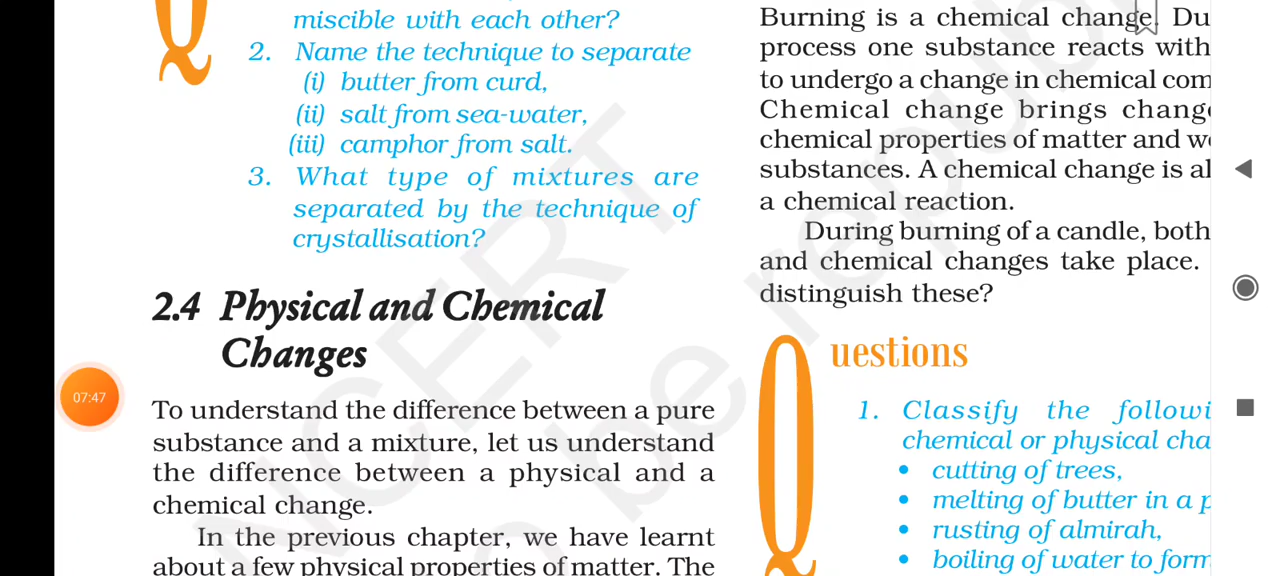 miscible with each other?
2. Name the technique to separate
(i) butter from curd,
(ii) salt from sea-water,
(iii) camphor from salt.
3. What type of mixtures are
separated by the technique of
crystallisation?
2.4 Physical and Chemical
Changes
07:47
To understand the difference between a pure
substance and a mixture, let us understand
the difference between a physical and a
chemical change.
In the previous chapter, we have learnt
about a few physical properties of matter. The
Burning is a chemical change. Du
process one substance reacts with
to undergo a change in chemical com
Chemical change brings change
chemical properties of matter and we
substances. A chemical change is al
a chemical reaction.
During burning of a candle, both
and chemical changes take place.
distinguish these?
Questions
1. Classify the followi
chemical or physical cha
• cutting of trees,
• melting of butter in a p
• rusting of almirah,
• boiling of water to form
NCERT
be republ